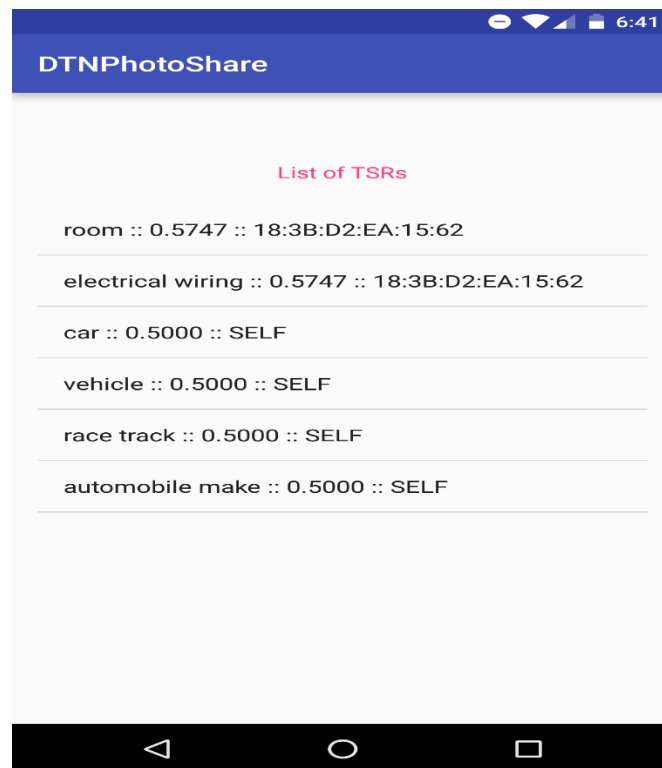 6:41
DTNPhotoShare
List of TSRs
room :: 0.5747 :: 18:3B:D2:EA:15:62
electrical wiring :: 0.5747 :: 18:3B:D2:EA:15:62
car :: 0.5000 :: SELF
vehicle :: 0.5000 :: SELF
race track :: 0.5000 :: SELF
automobile make :: 0.5000 :: SELF